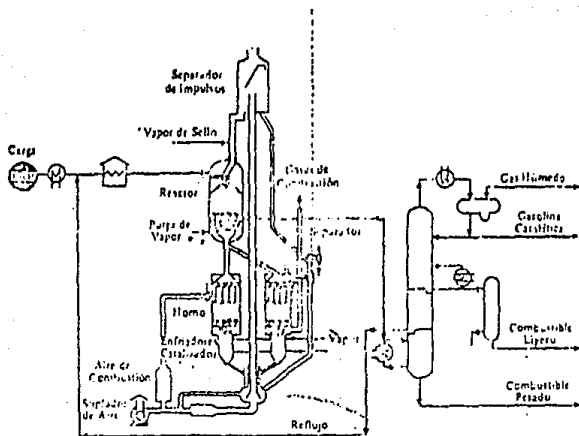 Separador
de Impulsos
Vapor de Sello
Carga
Gases de
Combustión
Reactor
Purga
de Vapor
Separador
Horno
Enfriadores
Catalizador
Vapor
Aire de
Combustión
Soplador
de Aire
Reflujo
Gas Húmedo
Gasolina
Catalítica
Combustible
Ligero
Combustible
Pesado